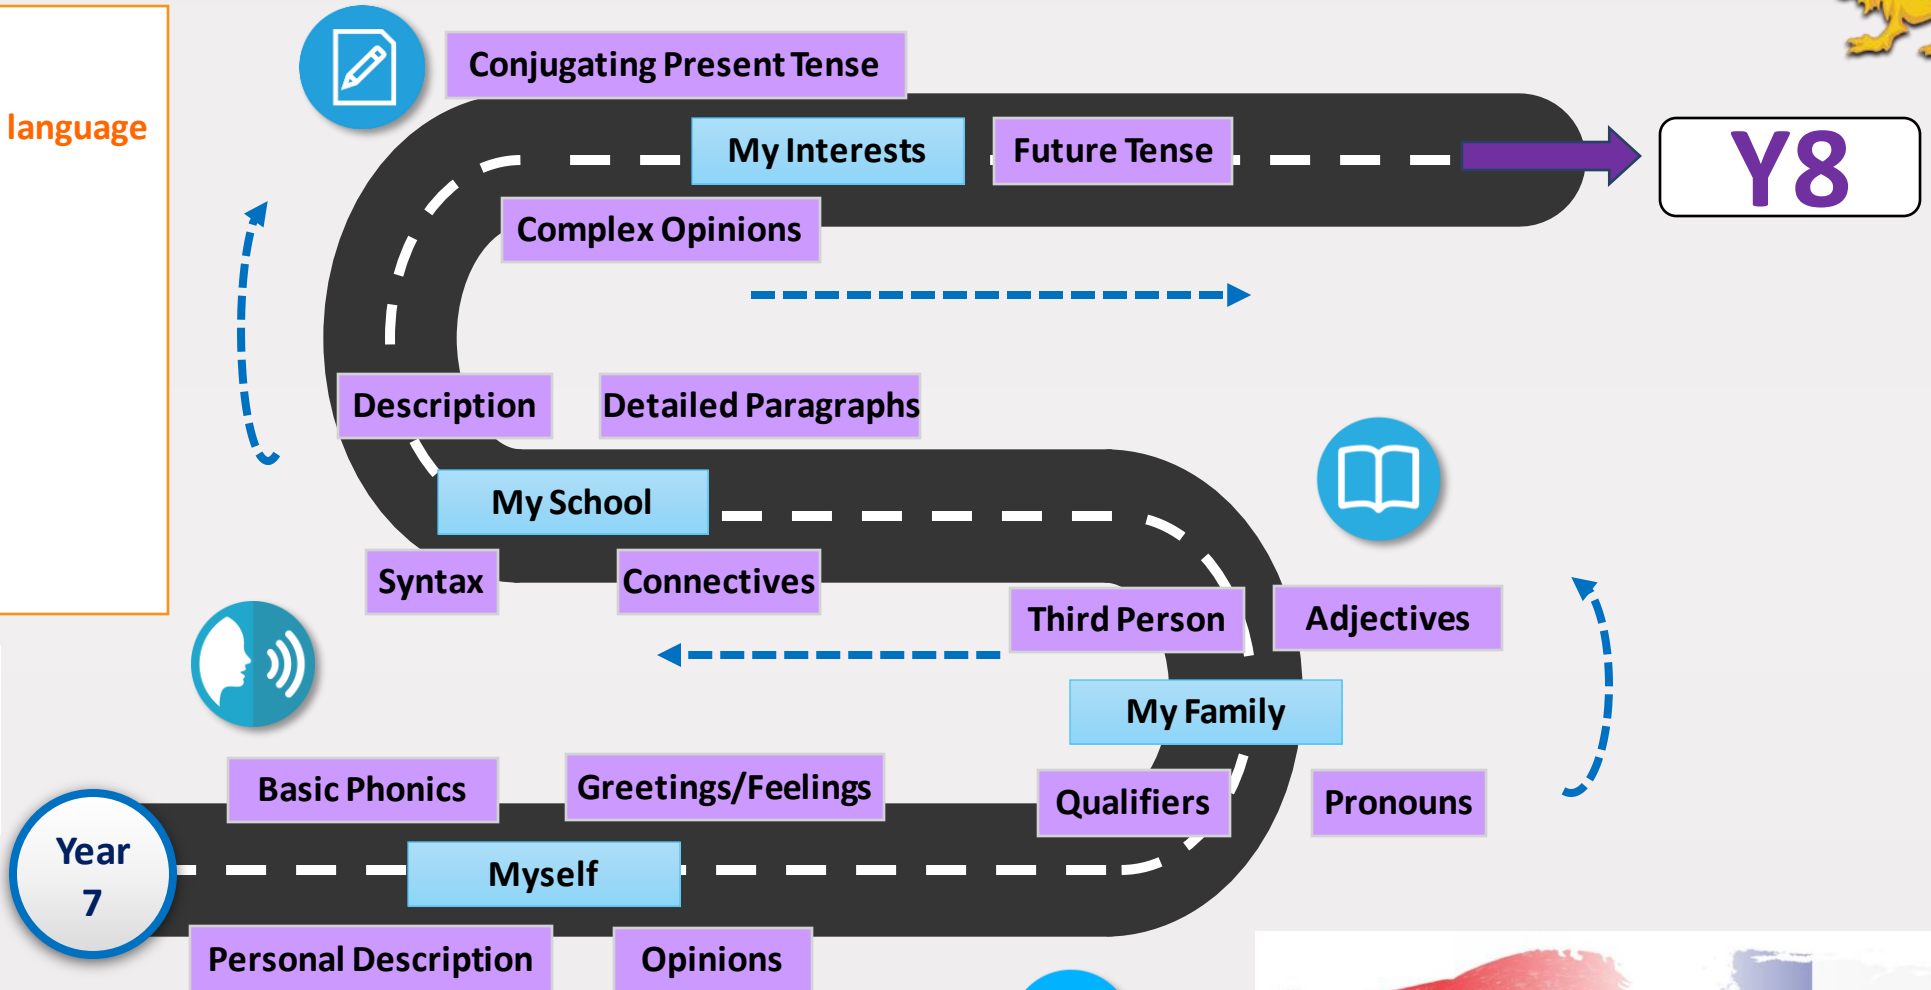 language
Conjugating Present Tense
My Interests
Future Tense
Y8
Complex Opinions
Description
Detailed Paragraphs
My School
Syntax
Connectives
Third Person
Adjectives
My Family
Basic Phonics
Greetings/Feelings
Qualifiers
Pronouns
Year
7
Myself
Personal Description
Opinions